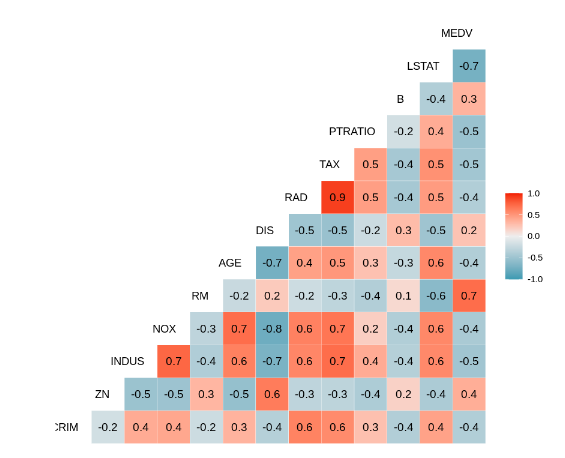 MEDV
LSTAT -0.7
B -0.4 0.3
PTRATIO -0.2 0.4 -0.5
TAX 0.5 -0.4 0.5 -0.5
RAD 0.9 0.5 -0.4 0.5 -0.4
DIS -0.5 -0.5 -0.2 0.3 -0.5 0.2
AGE -0.7 0.4 0.5 0.3 -0.3 0.6 -0.4
RM -0.2 0.2 -0.2 -0.3 -0.4 0.1 -0.6 0.7
NOX -0.3 0.7 -0.8 0.6 0.7 0.2 -0.4 0.6 -0.4
INDUS 0.7 -0.4 0.6 -0.7 0.6 0.7 0.4 -0.4 0.6 -0.5
ZN -0.5 -0.5 0.3 -0.5 0.6 -0.3 -0.3 -0.4 0.2 -0.4 0.4
CRIM -0.2 0.4 0.4 -0.2 0.3 -0.4 0.6 0.6 0.3 -0.4 0.4 -0.4
1.0
0.5
0.0
-0.5
-1.0